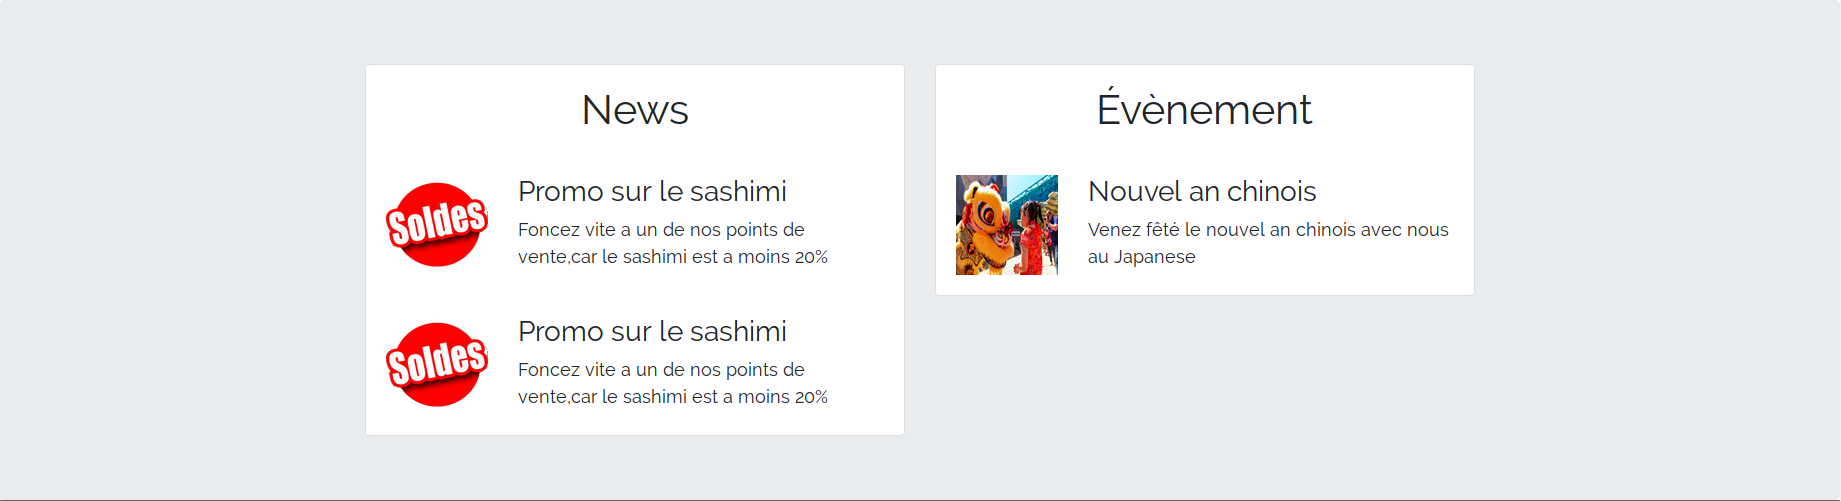 News
Soldes
Promo sur le sashimi
Foncez vite a un de nos points de
vente,car le sashimi est a moins 20%
Soldes
Promo sur le sashimi
Foncez vite a un de nos points de
vente,car le sashimi est a moins 20%
Évènement
Nouvel an chinois
Venez fêté le nouvel an chinois avec nous
au Japanese